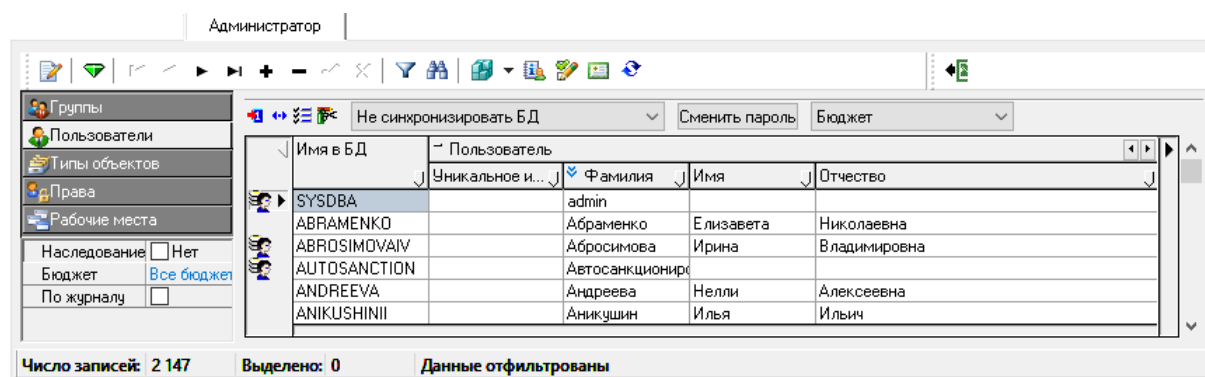 Администратор
Группы
Пользователи
Типы объектов
Права
Рабочие места
Наследование Нет
Бюджет Все бюджет
По журналу
Не синхронизировать БД Сменить пароль Бюджет
Имя в БД Пользователь
Уникальное и... Фамилия Имя Отчество
SYSDBA admin
ABRAMENKO Абраменко Елизавета Николаевна
ABROSIMOVAIV Абросимова Ирина Владимировна
AUTOSANCTION Автосанкциониро
ANDREEVA Андреева Нелли Алексеевна
ANIKUSHINII Аникушин Илья Ильич
Число записей: 2 147 Выделено: 0 Данные отфильтрованы